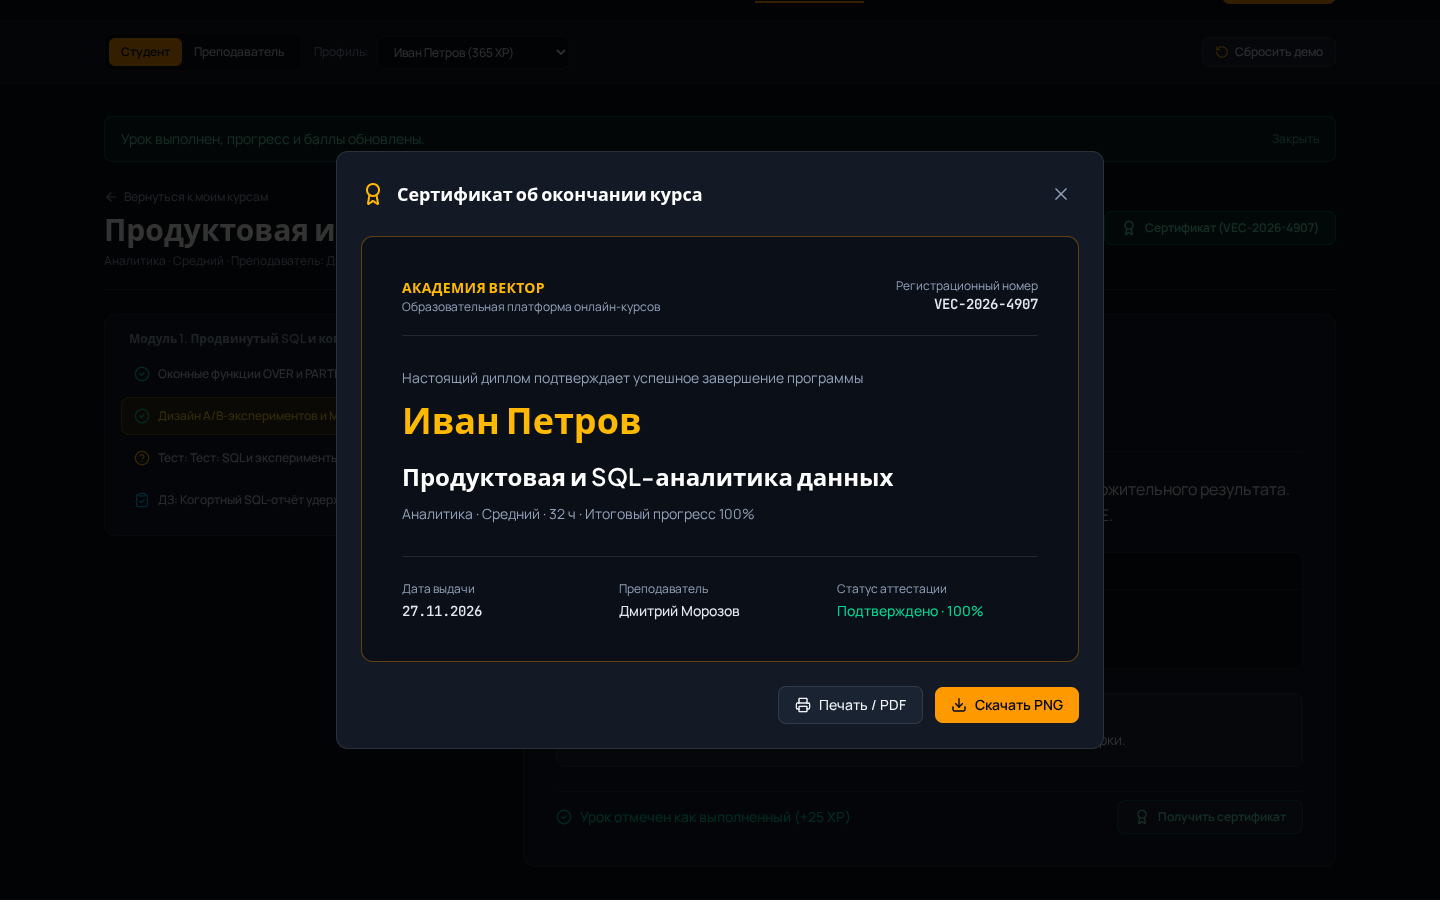 Студент
Преподаватель
Профиль:
Иван Петров (365 XP)
Сбросить демо
Урок выполнен, прогресс и баллы обновлены.
Закрыть
Вернуться к моим курсам
Продуктовая и
Аналитика · Средний · Преподаватель: Д
Сертификат (VEC-2026-4907)
Модуль 1. Продвинутый SQL и
Оконные функции OVER и PARTI
Дизайн A/B-экспериментов и
Тест: Тест: SQL и эксперименты
ДЗ: Когортный SQL-отчёт
Сертификат об окончании курса
АКАДЕМИЯ ВЕКТОР
Образовательная платформа онлайн-курсов
Регистрационный номер
VEC-2026-4907
Настоящий диплом подтверждает успешное завершение программы
Иван Петров
Продуктовая и SQL-аналитика данных
Аналитика · Средний · 32 ч · Итоговый прогресс 100%
Дата выдачи
27.11.2026
Преподаватель
Дмитрий Морозов
Статус аттестации
Подтверждено · 100%
Печать / PDF
Скачать PNG
результата.
Урок отмечен как выполненный (+25 XP)
Получить сертификат